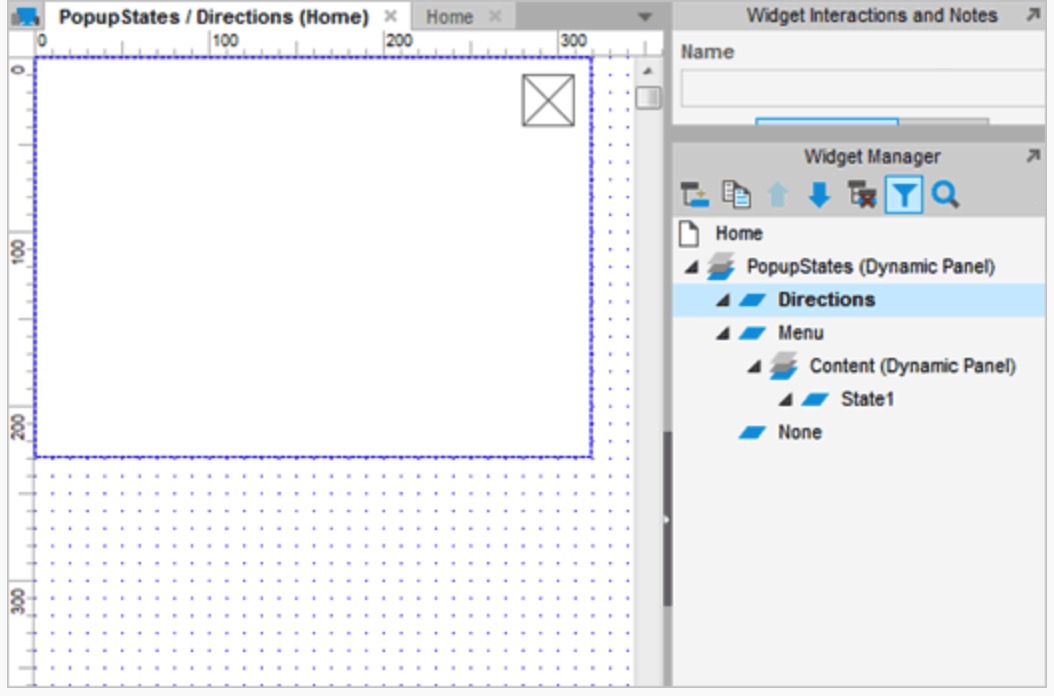 PopupStates / Directions (Home)
Home
0 100 200 300
0
100
200
300
Widget Interactions and Notes
Name
Widget Manager
Home
PopupStates (Dynamic Panel)
Directions
Menu
Content (Dynamic Panel)
State1
None